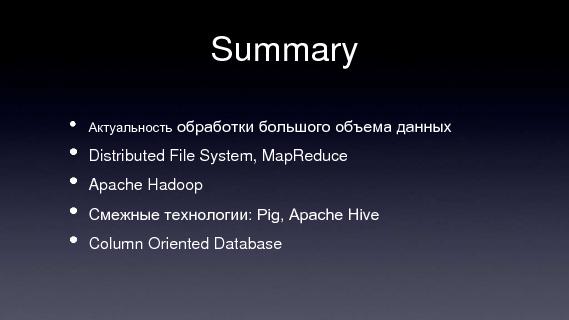 Summary
• Актуальность обработки большого объема данных
• Distributed File System, MapReduce
• Apache Hadoop
• Смежные технологии: Pig, Apache Hive
• Column Oriented Database